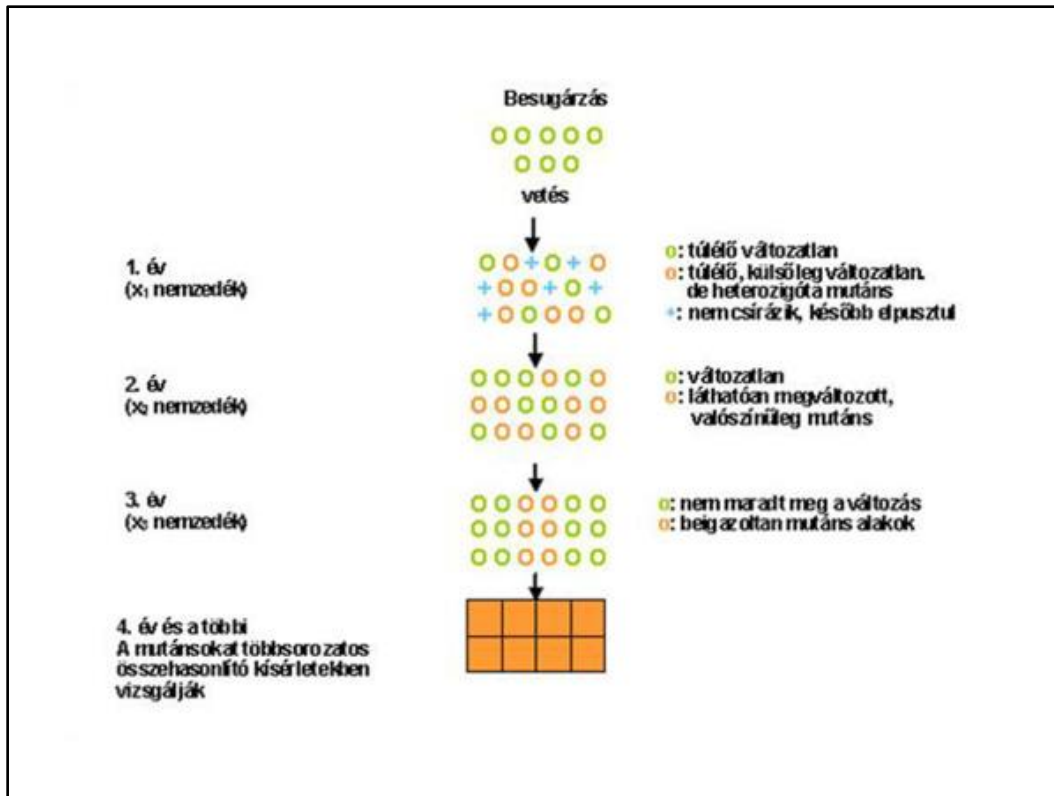 Besugárzás
o o o o o
o o o
vetés
1. év
(x₁ nemzedék)
o o + o + o
+ o o + o +
+ o o o o o
o: túlélő változatlan
o: túlélő, külsőleg változatlan.
de heterozigóta mutáns
+: nem csírázik, később elpusztul
2. év
(x₂ nemzedék)
o o o o o o
o o o o o o
o o o o o o
o: változatlan
o: láthatóan megváltozott,
valószínűleg mutáns
3. év
(x₃ nemzedék)
o o o o o o
o o o o o o
o o o o o o
o: nem maradt meg a változás
o: beigazoltan mutáns alakok
4. év és a többi
A mutánsokat többsorozatos
összehasonlító kísérletekben
vizsgálják